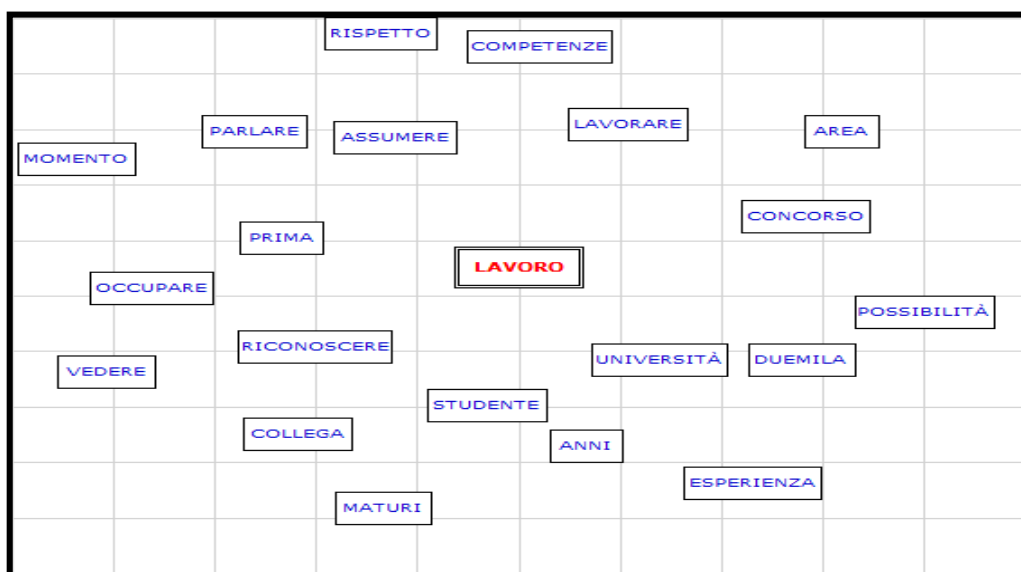 RISPETTO
COMPETENZE
LAVORARE
PARLARE
ASSUMERE
AREA
MOMENTO
CONCORSO
PRIMA
LAVORO
OCCUPARE
POSSIBILITÀ
RICONOSCERE
UNIVERSITÀ
DUEMILA
VEDERE
STUDENTE
COLLEGA
ANNI
ESPERIENZA
MATURI